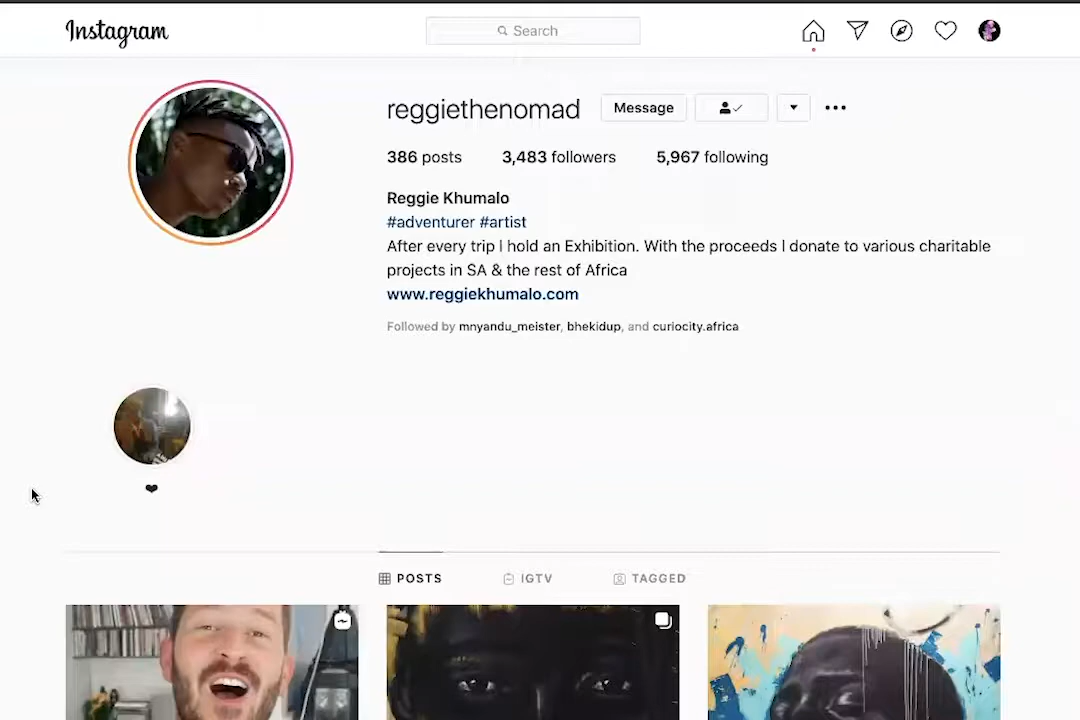 Instagram
Search
reggiethenomad Message
386 posts 3,483 followers 5,967 following
Reggie Khumalo
#adventurer #artist
After every trip I hold an Exhibition. With the proceeds I donate to various charitable
projects in SA & the rest of Africa
www.reggiekhumalo.com
Followed by mnyandu_meister, bhekidup, and curiocity.africa
❤
POSTS IGTV TAGGED